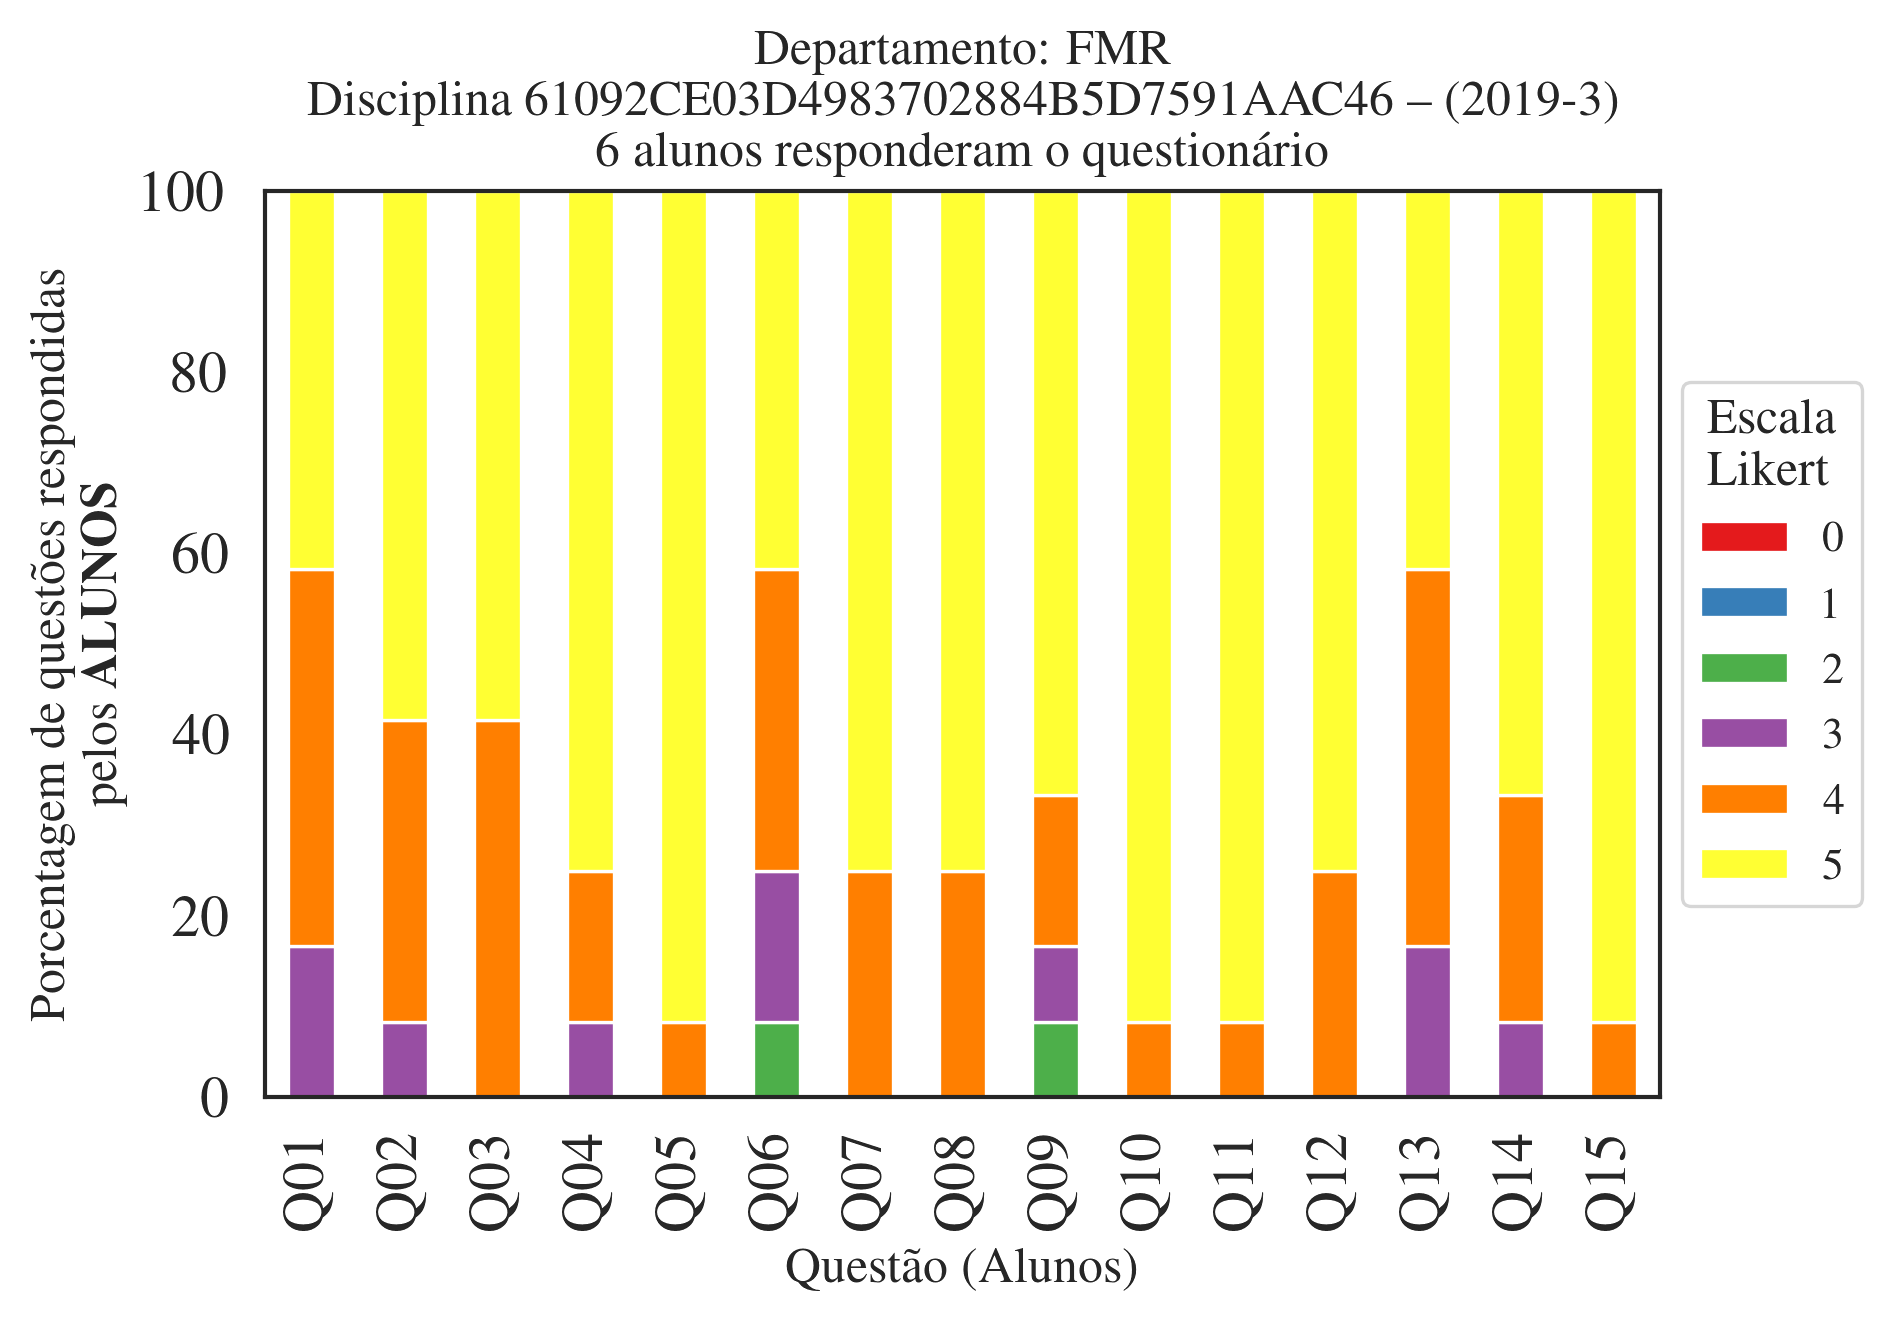 Departamento: FMR
Disciplina 61092CE03D4983702884B5D7591AAC46 – (2019-3)
6 alunos responderam o questionário
100
80
60
40
20
0
Porcentagem de questões respondidas
pelos ALUNOS
Q01
Q02
Q03
Q04
Q05
Q06
Q07
Q08
Q09
Q10
Q11
Q12
Q13
Q14
Q15
Questão (Alunos)
Escala
Likert
0
1
2
3
4
5